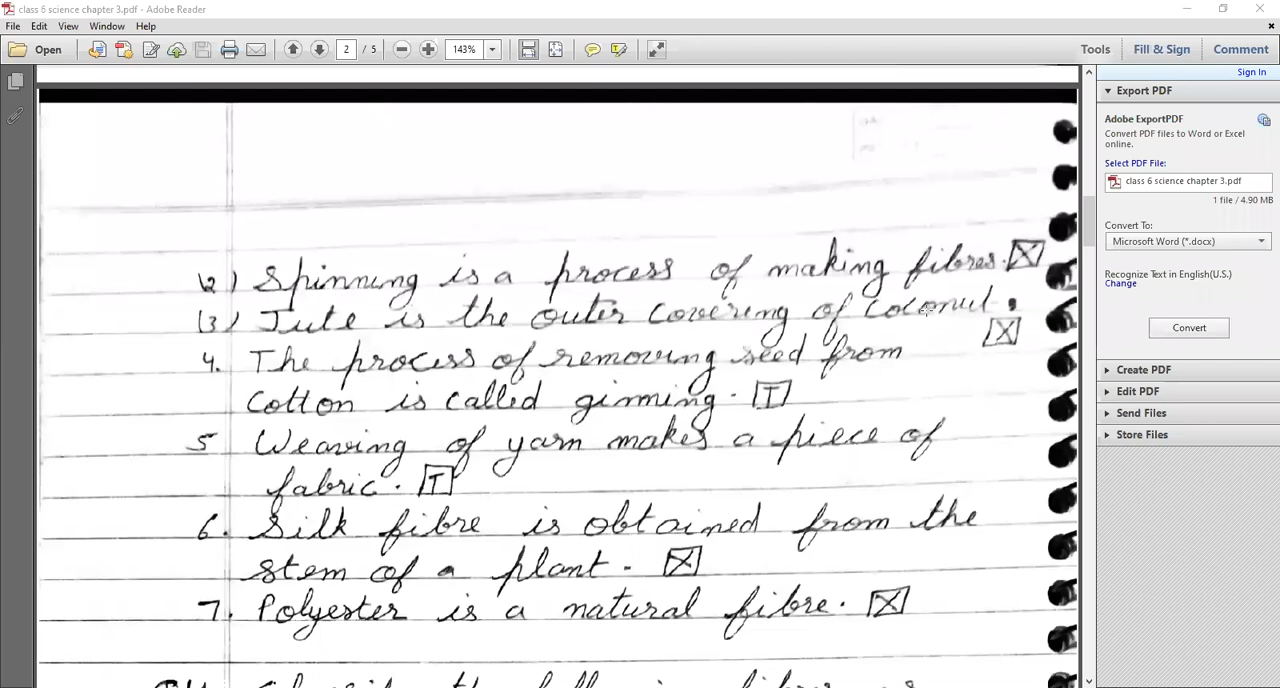 class 6 science chapter 3.pdf - Adobe Reader
File Edit View Window Help
Open 2 / 5 143% Tools Fill & Sign Comment
Sign In
Export PDF
Adobe ExportPDF
Convert PDF files to Word or Excel
online.
Select PDF File:
class 6 science chapter 3.pdf
1 file / 4.90 MB
Convert To:
Microsoft Word (*.docx)
Recognize Text in English(U.S.)
Change
Convert
Create PDF
Edit PDF
Send Files
Store Files
(2) Spinning is a process of making fibres. X
(3) Jute is the outer covering of coconut.
X
4. The process of removing seed from
cotton is called ginning. T
5 Weaving of yarn makes a piece of
fabric. T
6. Silk fibre is obtained from the
stem of a plant. X
7. Polyester is a natural fibre. X